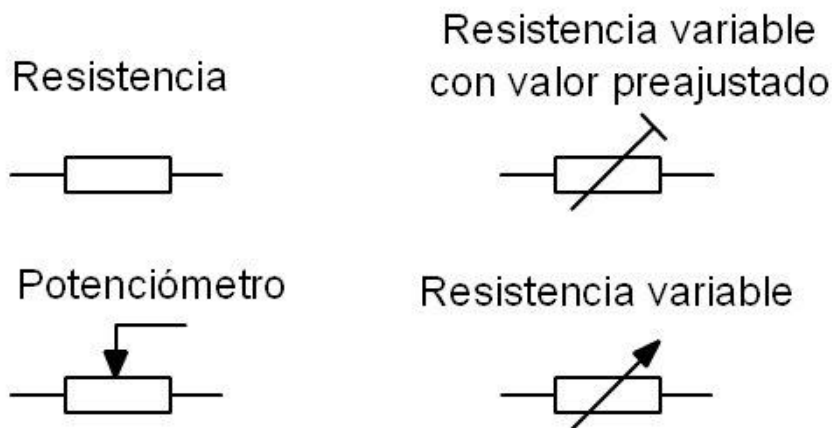 Resistencia
Resistencia variable
con valor preajustado
Potenciómetro
Resistencia variable